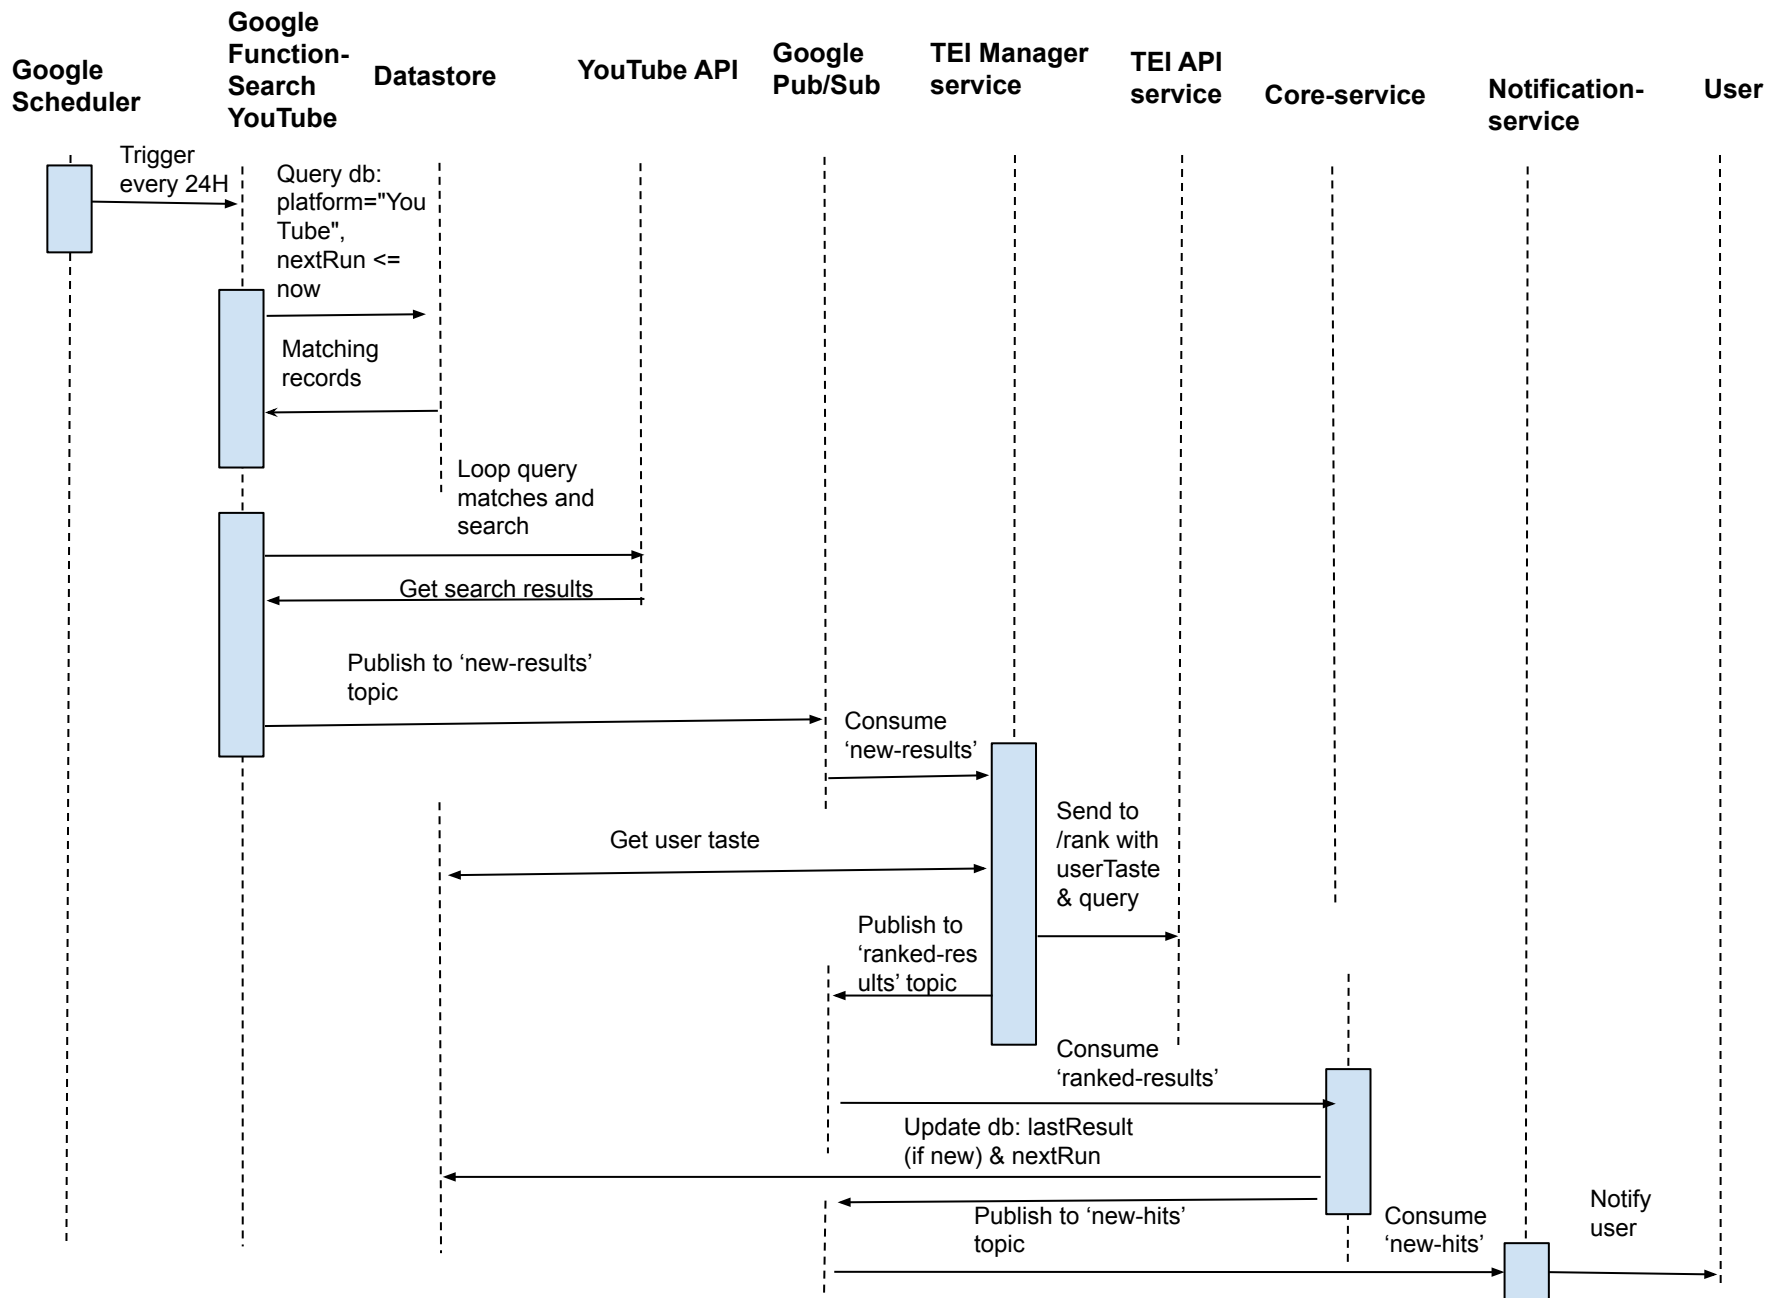 Google
Scheduler
Google
Function-
Search
YouTube
Datastore
YouTube API
Google
Pub/Sub
TEI Manager
service
TEI API
service
Core-service
Notification-
service
User
Trigger
every 24H
Query db:
platform="You
Tube",
nextRun <=
now
Matching
records
Loop query
matches and
search
Get search results
Publish to ‘new-results’
topic
Consume
‘new-results’
Get user taste
Send to
/rank with
userTaste
& query
Publish to
‘ranked-res
ults’ topic
Consume
‘ranked-results’
Update db: lastResult
(if new) & nextRun
Publish to ‘new-hits’
topic
Consume
‘new-hits’
Notify
user